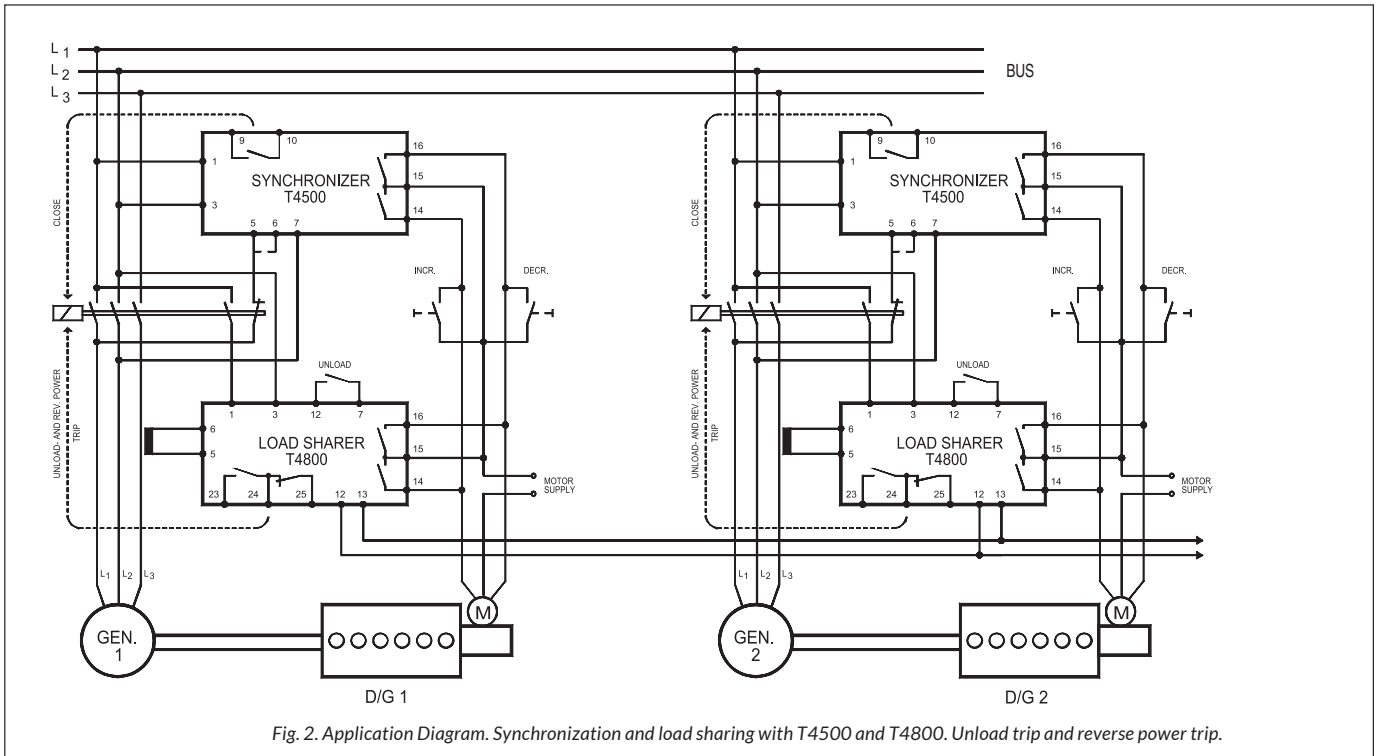 L 1
L 2
L 3
BUS
9 10
1
3
SYNCHRONIZER
T4500
16
15
14
5 6 7
CLOSE
INCR. DECR.
UNLOAD- AND REV. POWER
TRIP
UNLOAD
1 3 12 7
6
5
LOAD SHARER
T4800
16
15
14
23 24 25 12 13
MOTOR
SUPPLY
L1 L2 L3
GEN.
1
M
D/G 1
9 10
1
3
SYNCHRONIZER
T4500
16
15
14
5 6 7
CLOSE
INCR. DECR.
UNLOAD- AND REV. POWER
TRIP
UNLOAD
1 3 12 7
6
5
LOAD SHARER
T4800
16
15
14
23 24 25 12 13
MOTOR
SUPPLY
L1 L2 L3
GEN.
2
M
D/G 2
Fig. 2. Application Diagram. Synchronization and load sharing with T4500 and T4800. Unload trip and reverse power trip.